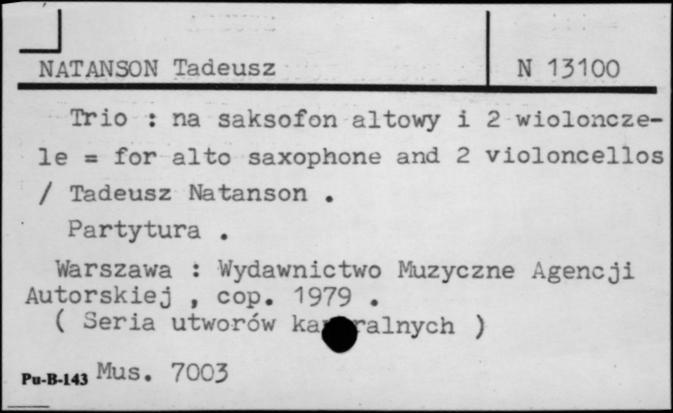 NATANSON Tadeusz
N 13100
Trio : na saksofon altowy i 2 wioloncze-
le = for alto saxophone and 2 violoncellos
/ Tadeusz Natanson .
Partytura .
Warszawa : Wydawnictwo Muzyczne Agencji
Autorskiej , cop. 1979 .
( Seria utworów )
Pu-B-143 Mus. 7003